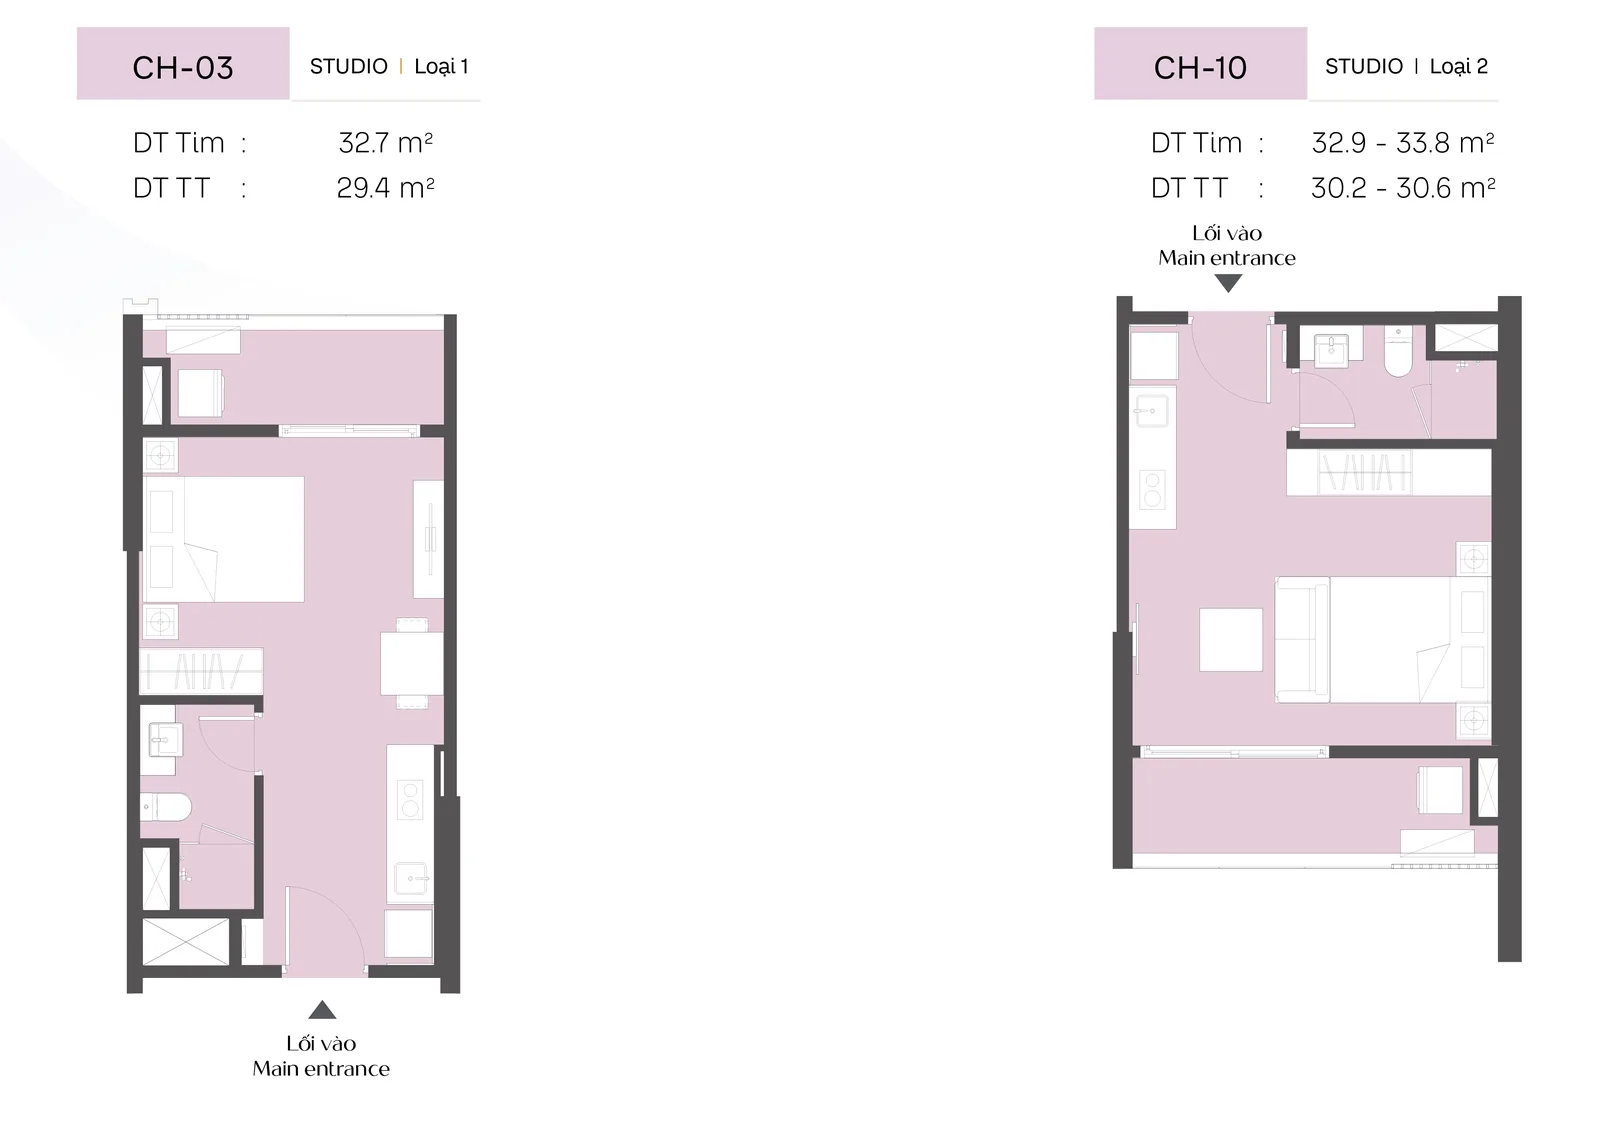 CH-03
STUDIO | Loại 1
DT Tim : 32.7 m²
DT TT : 29.4 m²
Lối vào
Main entrance
CH-10
STUDIO | Loại 2
DT Tim : 32.9 - 33.8 m²
DT TT : 30.2 - 30.6 m²
Lối vào
Main entrance